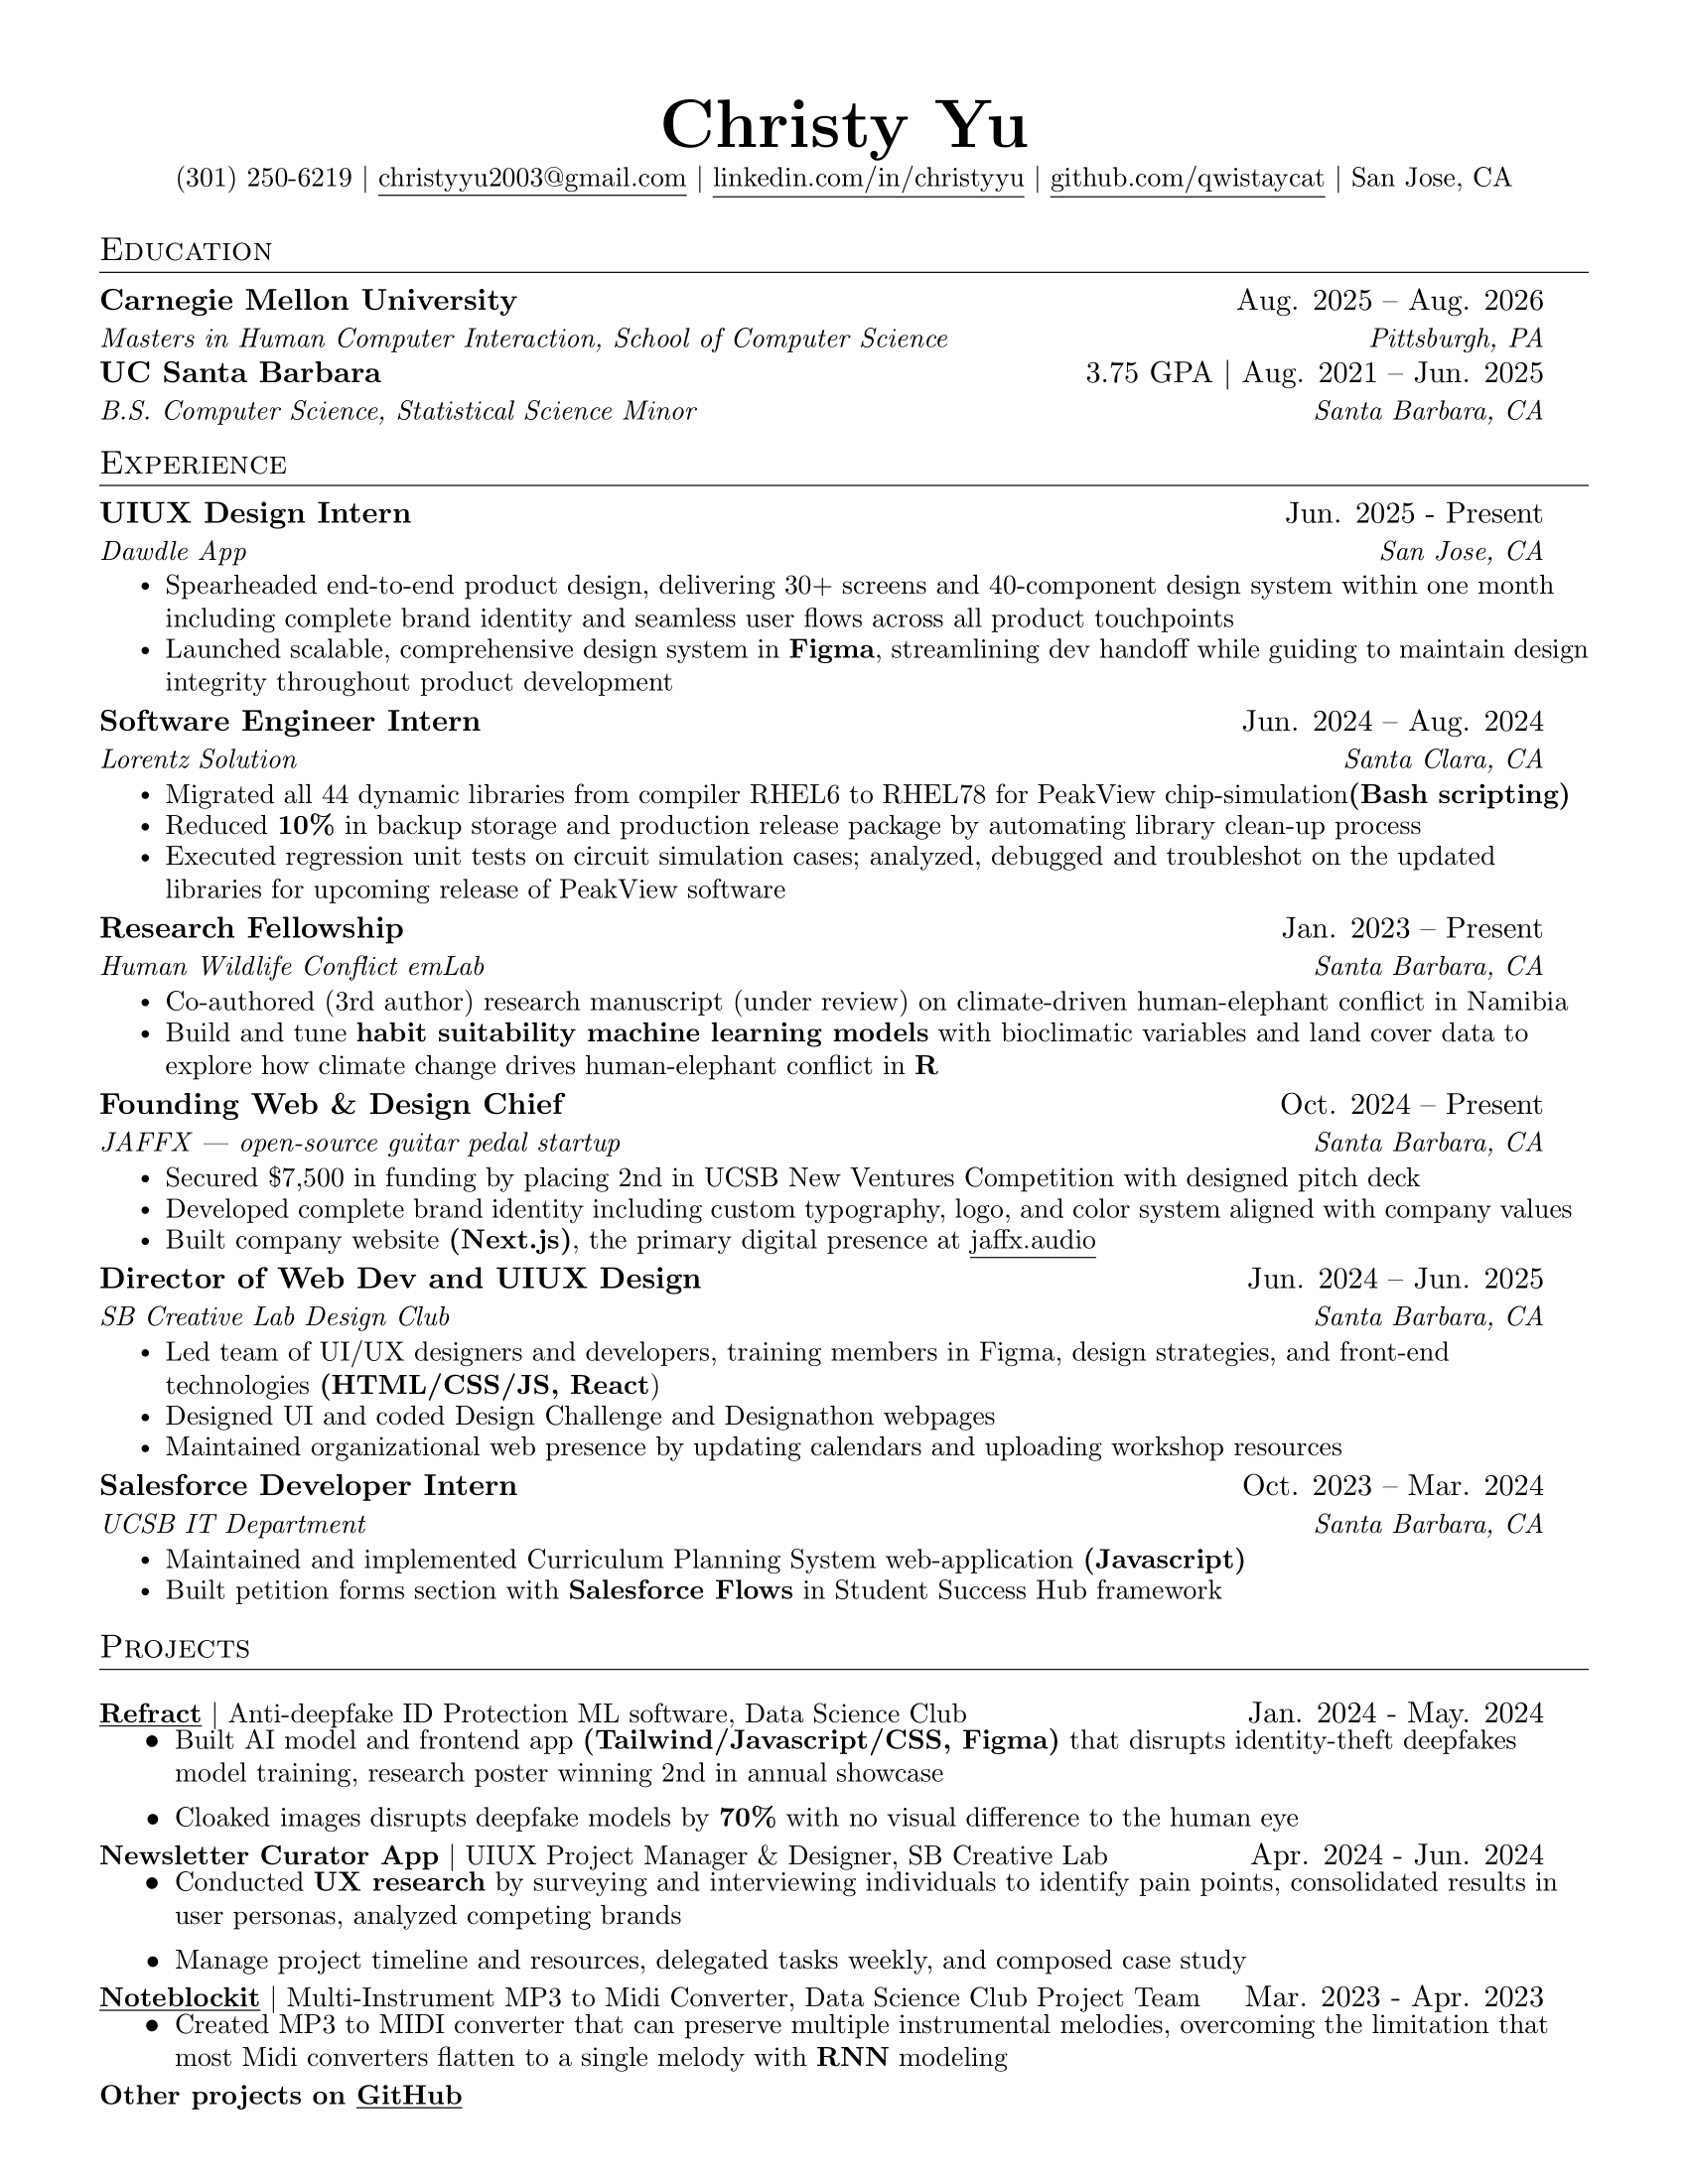 Christy Yu
(301) 250-6219 | christyyu2003@gmail.com | linkedin.com/in/christyyu | github.com/qwistaycat | San Jose, CA
Education
Carnegie Mellon University Aug. 2025 – Aug. 2026
Masters in Human Computer Interaction, School of Computer Science Pittsburgh, PA
UC Santa Barbara 3.75 GPA | Aug. 2021 – Jun. 2025
B.S. Computer Science, Statistical Science Minor Santa Barbara, CA
Experience
UIUX Design Intern Jun. 2025 - Present
Dawdle App San Jose, CA
• Spearheaded end-to-end product design, delivering 30+ screens and 40-component design system within one month
including complete brand identity and seamless user flows across all product touchpoints
• Launched scalable, comprehensive design system in Figma, streamlining dev handoff while guiding to maintain design
integrity throughout product development
Software Engineer Intern Jun. 2024 – Aug. 2024
Lorentz Solution Santa Clara, CA
• Migrated all 44 dynamic libraries from compiler RHEL6 to RHEL78 for PeakView chip-simulation(Bash scripting)
• Reduced 10% in backup storage and production release package by automating library clean-up process
• Executed regression unit tests on circuit simulation cases; analyzed, debugged and troubleshot on the updated
libraries for upcoming release of PeakView software
Research Fellowship Jan. 2023 – Present
Human Wildlife Conflict emLab Santa Barbara, CA
• Co-authored (3rd author) research manuscript (under review) on climate-driven human-elephant conflict in Namibia
• Build and tune habit suitability machine learning models with bioclimatic variables and land cover data to
explore how climate change drives human-elephant conflict in R
Founding Web & Design Chief Oct. 2024 – Present
JAFFX — open-source guitar pedal startup Santa Barbara, CA
• Secured $7,500 in funding by placing 2nd in UCSB New Ventures Competition with designed pitch deck
• Developed complete brand identity including custom typography, logo, and color system aligned with company values
• Built company website (Next.js), the primary digital presence at jaffx.audio
Director of Web Dev and UIUX Design Jun. 2024 – Jun. 2025
SB Creative Lab Design Club Santa Barbara, CA
• Led team of UI/UX designers and developers, training members in Figma, design strategies, and front-end
technologies (HTML/CSS/JS, React)
• Designed UI and coded Design Challenge and Designathon webpages
• Maintained organizational web presence by updating calendars and uploading workshop resources
Salesforce Developer Intern Oct. 2023 – Mar. 2024
UCSB IT Department Santa Barbara, CA
• Maintained and implemented Curriculum Planning System web-application (Javascript)
• Built petition forms section with Salesforce Flows in Student Success Hub framework
Projects
Refract | Anti-deepfake ID Protection ML software, Data Science Club Jan. 2024 - May. 2024
• Built AI model and frontend app (Tailwind/Javascript/CSS, Figma) that disrupts identity-theft deepfakes
model training, research poster winning 2nd in annual showcase
• Cloaked images disrupts deepfake models by 70% with no visual difference to the human eye
Newsletter Curator App | UIUX Project Manager & Designer, SB Creative Lab Apr. 2024 - Jun. 2024
• Conducted UX research by surveying and interviewing individuals to identify pain points, consolidated results in
user personas, analyzed competing brands
• Manage project timeline and resources, delegated tasks weekly, and composed case study
Noteblockit | Multi-Instrument MP3 to Midi Converter, Data Science Club Project Team Mar. 2023 - Apr. 2023
• Created MP3 to MIDI converter that can preserve multiple instrumental melodies, overcoming the limitation that
most Midi converters flatten to a single melody with RNN modeling
Other projects on GitHub